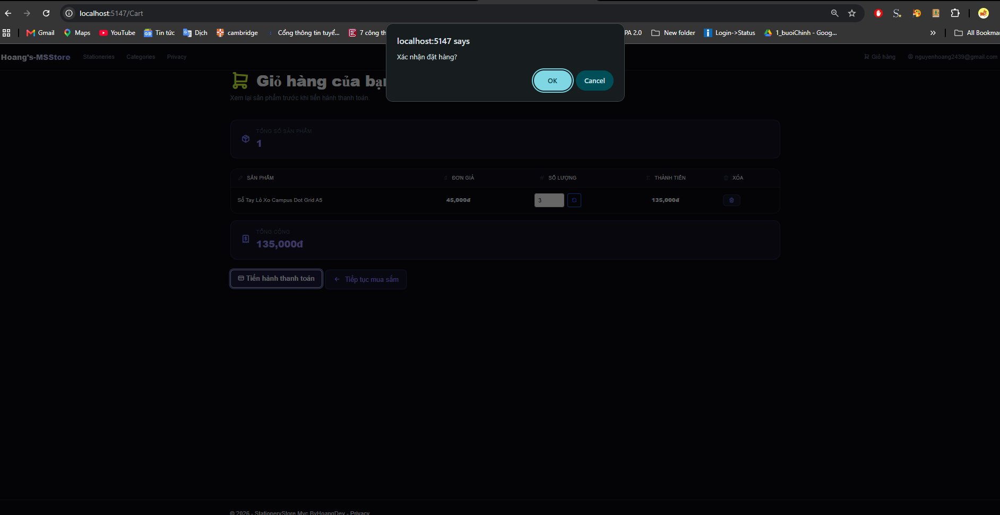 localhost:5147/Cart
Gmail Maps YouTube Tin tức Dịch cambridge Cổng thông tin tuyể... 7 công th PA 2.0 New folder Login->Status 1_buoiChinh - Goog... All Bookmar
localhost:5147 says
Xác nhận đặt hàng?
OK Cancel
Hoang's-MSStore Stationeries Categories Privacy Giỏ hàng nguyenhoang2439@gmail.com
Giỏ hàng của bạn
Xem lại sản phẩm trước khi tiến hành thanh toán.
TỔNG SỐ SẢN PHẨM
1
SẢN PHẨM ĐƠN GIÁ # SỐ LƯỢNG Σ THÀNH TIỀN XÓA
Sổ Tay Lò Xo Campus Dot Grid A5 45,000đ 3 135,000đ
TỔNG CỘNG
135,000đ
Tiến hành thanh toán Tiếp tục mua sắm
© 2026 - StationeryStore.Mvc ByHoangDev - Privacy